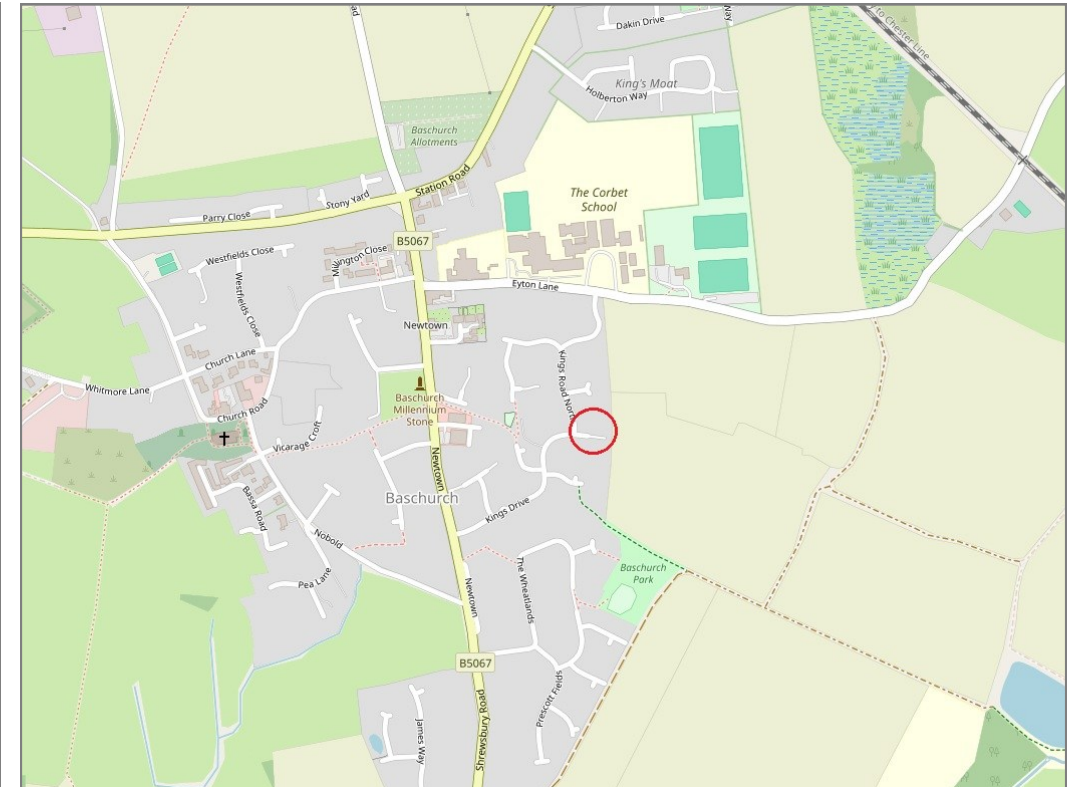 Dakin Drive
Way
to Chester Line
King's Moat
Holberton Way
Baschurch
Allotments
Station Road
The Corbet
School
Stony Yard
Parry Close
B5067
Westfields Close
Millington Close
Westfields Close
Eyton Lane
Newtown
Church Lane
Kings Road North
Whitmore Lane
Baschurch
Millennium
Stone
Church Road
Vicarage Croft
Newtown
Bassa Road
Baschurch
Kings Drive
Nobold
Pea Lane
The Wheatlands
Baschurch
Park
Newtown
B5067
Prescott Fields
James Way
Shrewsbury Road